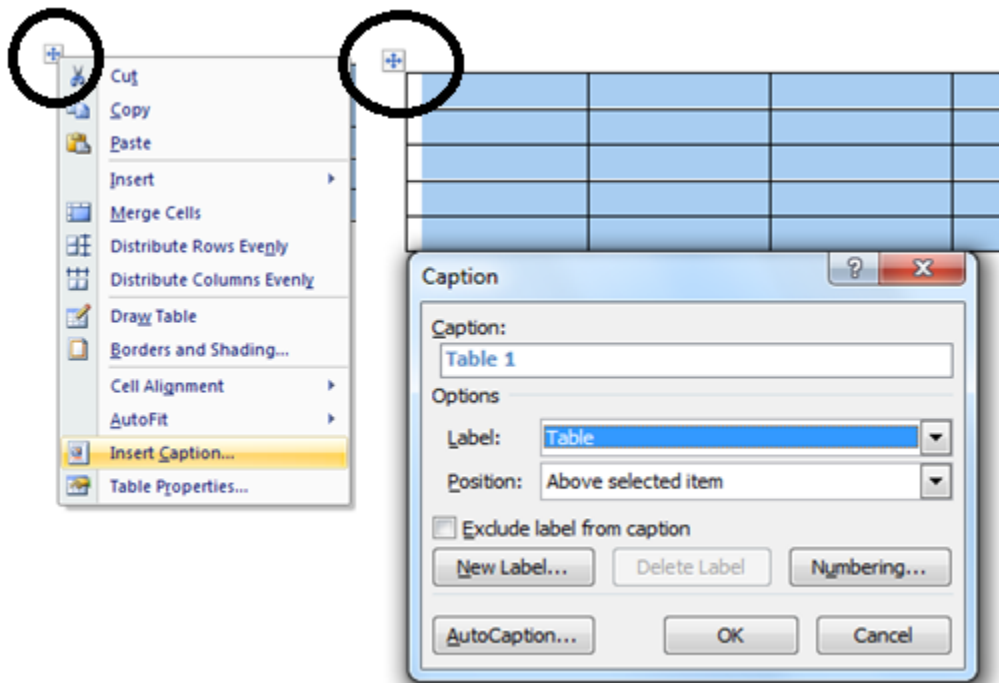 Cut
Copy
Paste
Insert
Merge Cells
Distribute Rows Evenly
Distribute Columns Evenly
Draw Table
Borders and Shading...
Cell Alignment
AutoFit
Insert Caption...
Table Properties...
Caption
?
Caption:
Table 1
Options
Label: Table
Position: Above selected item
Exclude label from caption
New Label... Delete Label Numbering...
AutoCaption... OK Cancel